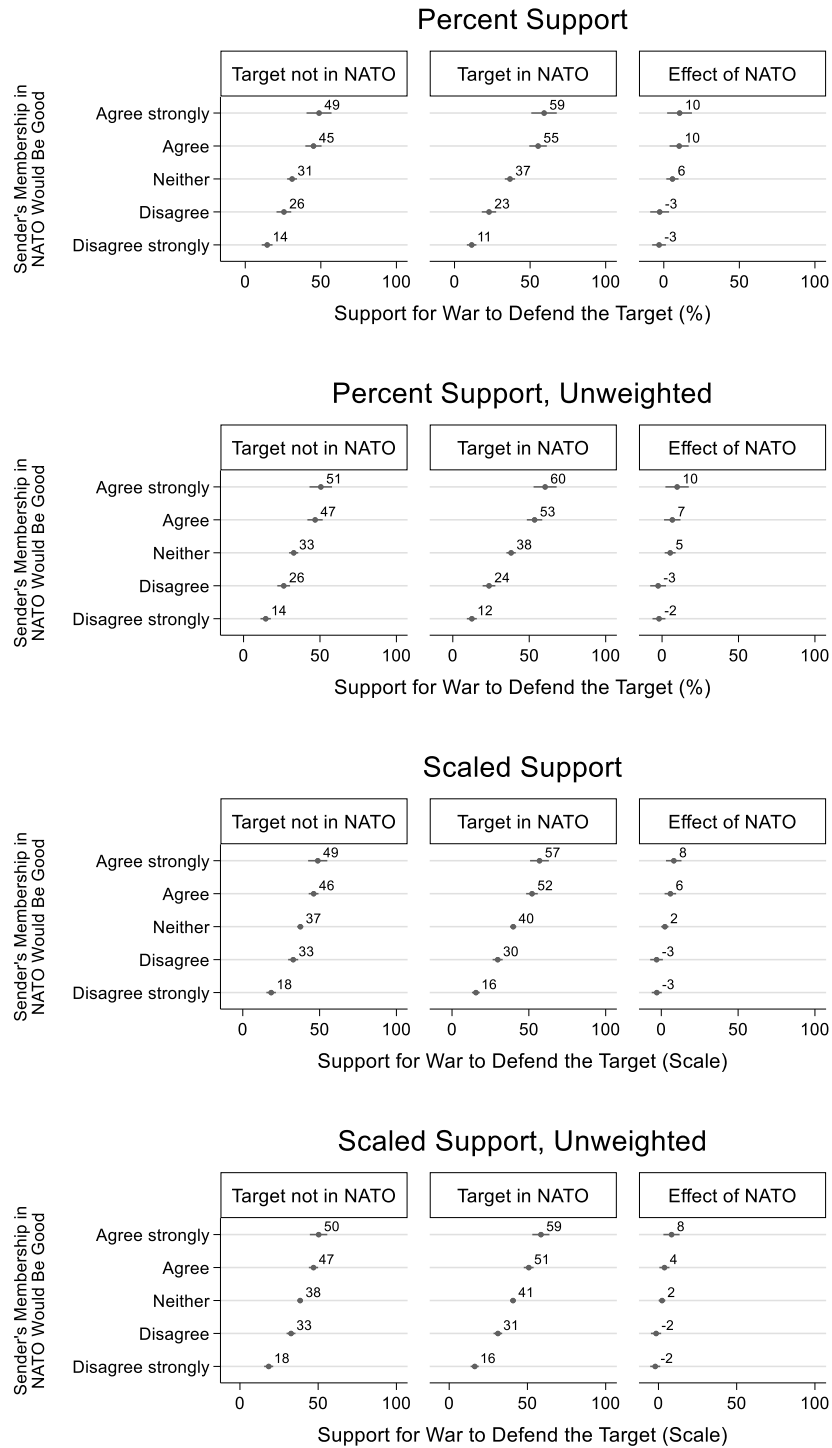 Percent Support
Target not in NATO Target in NATO Effect of NATO
Sender's Membership in
NATO Would Be Good
Agree strongly 49 59 10
Agree 45 55 10
Neither 31 37 6
Disagree 26 23 -3
Disagree strongly 14 11 -3
0 50 100 0 50 100 0 50 100
Support for War to Defend the Target (%)
Percent Support, Unweighted
Target not in NATO Target in NATO Effect of NATO
Sender's Membership in
NATO Would Be Good
Agree strongly 51 60 10
Agree 47 53 7
Neither 33 38 5
Disagree 26 24 -3
Disagree strongly 14 12 -2
0 50 100 0 50 100 0 50 100
Support for War to Defend the Target (%)
Scaled Support
Target not in NATO Target in NATO Effect of NATO
Sender's Membership in
NATO Would Be Good
Agree strongly 49 57 8
Agree 46 52 6
Neither 37 40 2
Disagree 33 30 -3
Disagree strongly 18 16 -3
0 50 100 0 50 100 0 50 100
Support for War to Defend the Target (Scale)
Scaled Support, Unweighted
Target not in NATO Target in NATO Effect of NATO
Sender's Membership in
NATO Would Be Good
Agree strongly 50 59 8
Agree 47 51 4
Neither 38 41 2
Disagree 33 31 -2
Disagree strongly 18 16 -2
0 50 100 0 50 100 0 50 100
Support for War to Defend the Target (Scale)